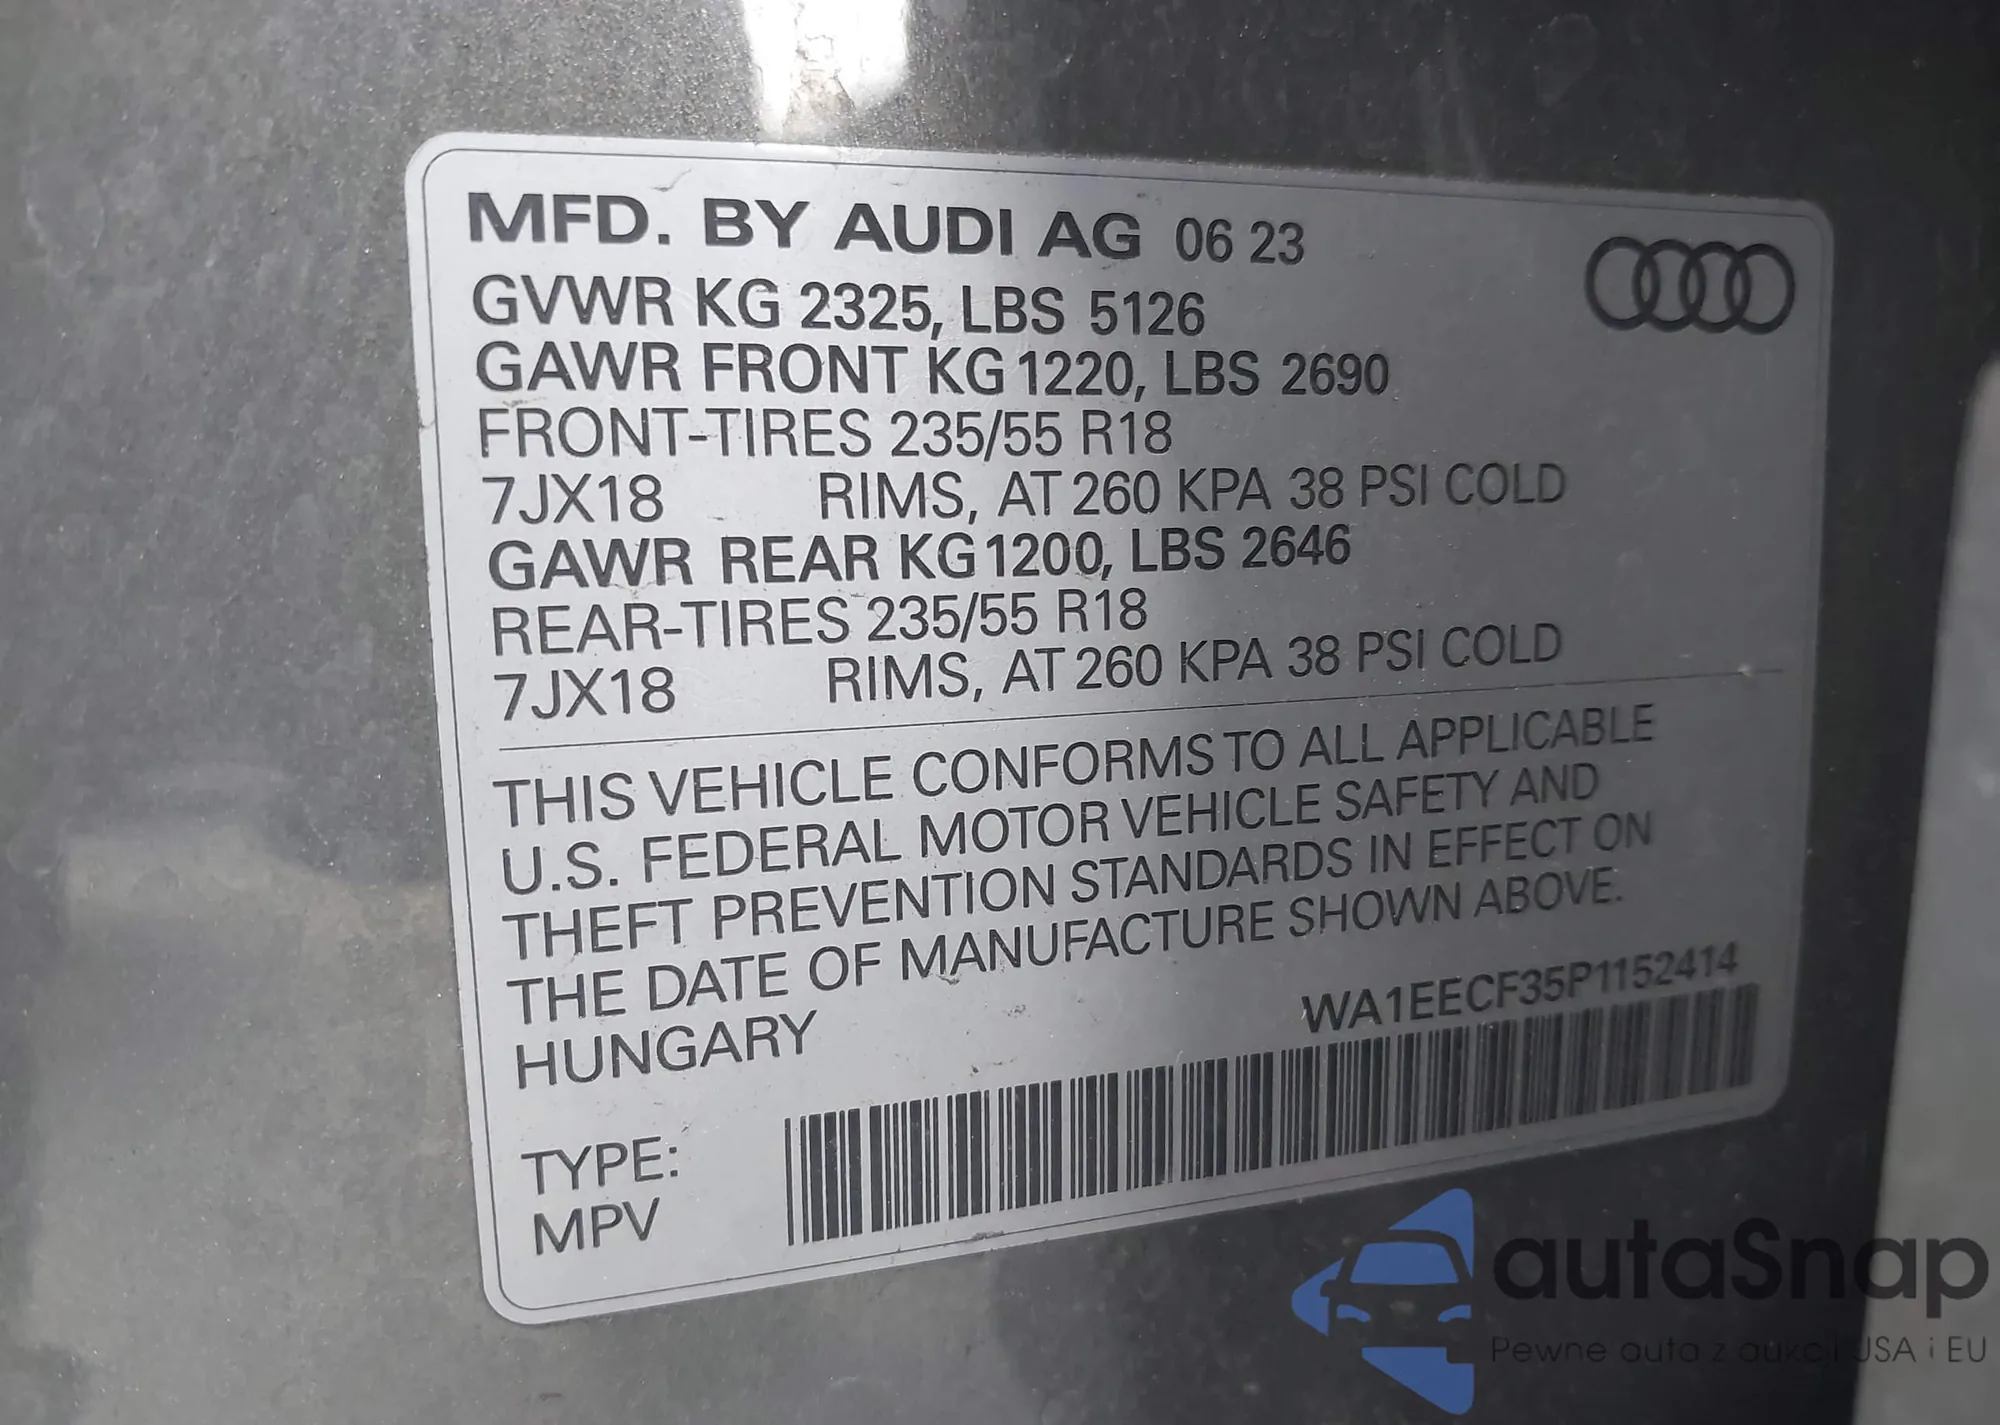 MFD. BY AUDI AG 06 23
GVWR KG 2325, LBS 5126
GAWR FRONT KG 1220, LBS 2690
FRONT-TIRES 235/55 R18
7JX18 RIMS, AT 260 KPA 38 PSI COLD
GAWR REAR KG 1200, LBS 2646
REAR-TIRES 235/55 R18
7JX18 RIMS, AT 260 KPA 38 PSI COLD
THIS VEHICLE CONFORMS TO ALL APPLICABLE
U.S. FEDERAL MOTOR VEHICLE SAFETY AND
THEFT PREVENTION STANDARDS IN EFFECT ON
THE DATE OF MANUFACTURE SHOWN ABOVE.
HUNGARY WA1EECF35P1152414
TYPE:
MPV
autaSnap
Pewne auta z aukcji USA i EU